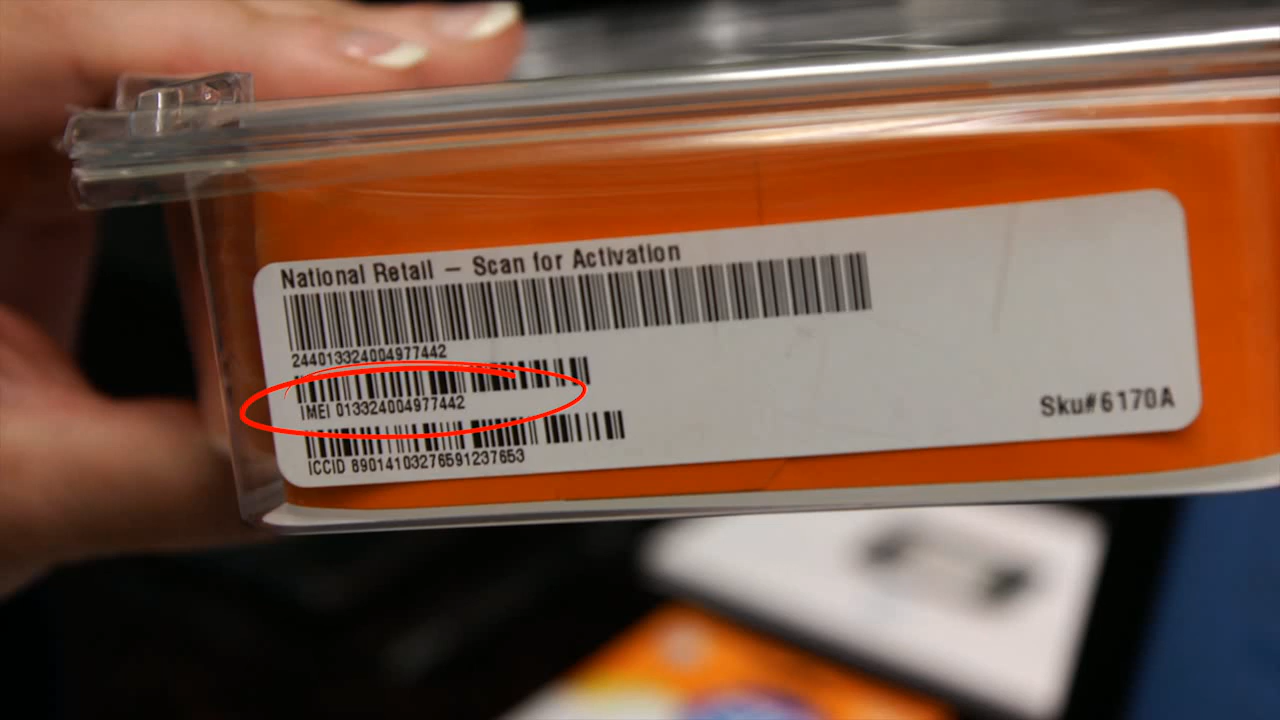 National Retail – Scan for Activation
244013324004977442
IMEI 013324004977442
ICCID 89014103276591237653
Sku#6170A